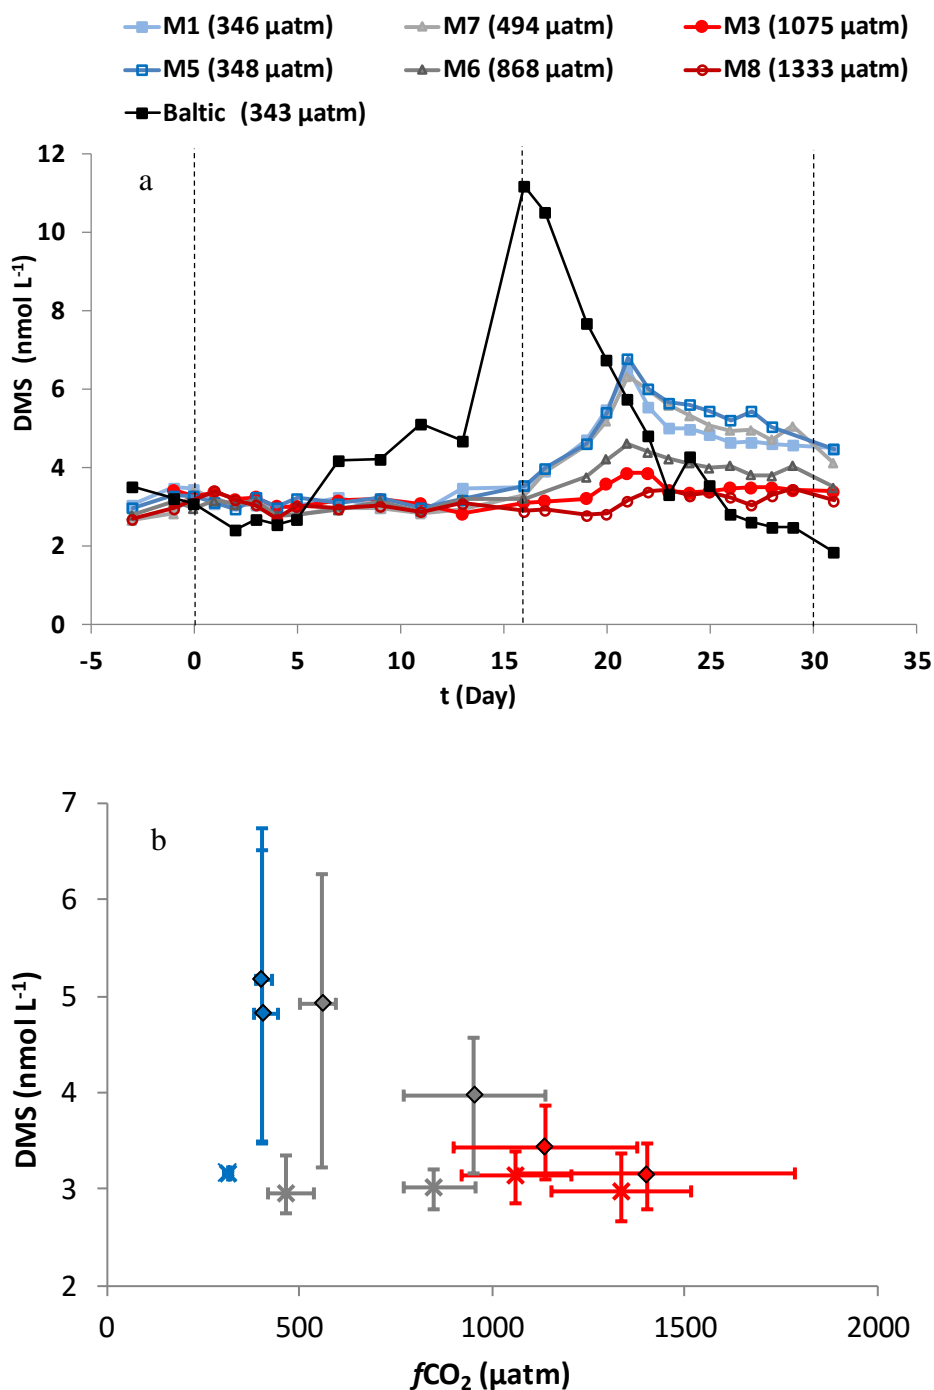 M1 (346 µatm) M7 (494 µatm) M3 (1075 µatm)
M5 (348 µatm) M6 (868 µatm) M8 (1333 µatm)
Baltic (343 µatm)
a
12
10
8
6
4
2
0
DMS (nmol L⁻¹)
-5 0 5 10 15 20 25 30 35
t (Day)
b
7
6
5
4
3
2
DMS (nmol L⁻¹)
0 500 1000 1500 2000
fCO₂ (µatm)